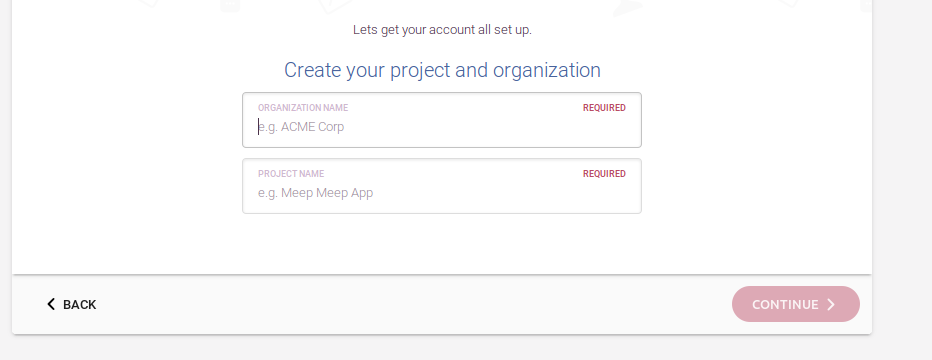 Lets get your account all set up.
Create your project and organization
ORGANIZATION NAME REQUIRED
e.g. ACME Corp
PROJECT NAME REQUIRED
e.g. Meep Meep App
BACK CONTINUE